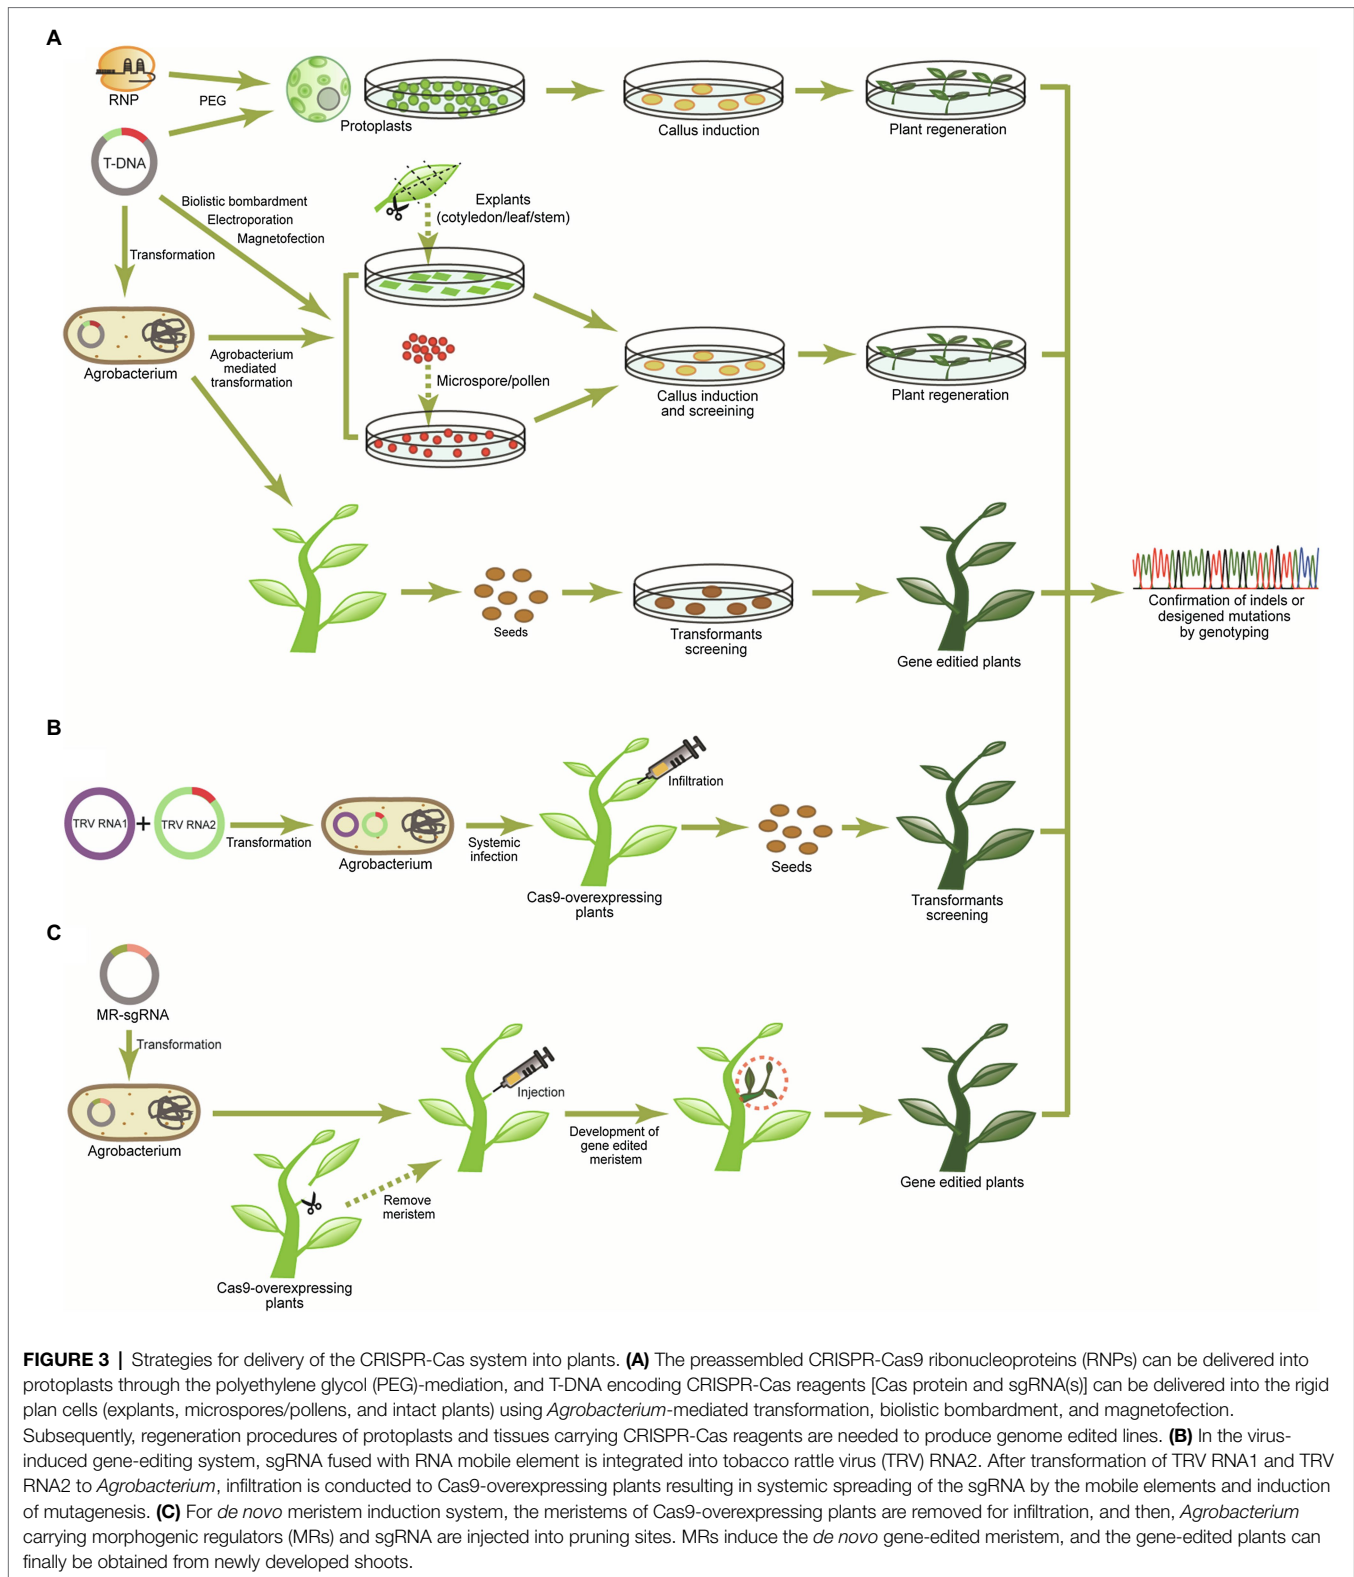 A
RNP
PEG
Protoplasts
Callus induction
Plant regeneration
T-DNA
Biolistic bombardment
Electroporation
Magnetofection
Explants
(cotyledon/leaf/stem)
Transformation
Agrobacterium
Agrobacterium
mediated
transformation
Microspore/pollen
Callus induction
and screeining
Plant regeneration
Seeds
Transformants
screening
Gene editied plants
Confirmation of indels or
desigened mutations
by genotyping
B
TRV RNA1
+
TRV RNA2
Transformation
Agrobacterium
Systemic
infection
Infiltration
Cas9-overexpressing
plants
Seeds
Transformants
screening
C
MR-sgRNA
Transformation
Agrobacterium
Injection
Development of
gene edited
meristem
Remove
meristem
Cas9-overexpressing
plants
Gene editied plants
FIGURE 3 | Strategies for delivery of the CRISPR-Cas system into plants. (A) The preassembled CRISPR-Cas9 ribonucleoproteins (RNPs) can be delivered into
protoplasts through the polyethylene glycol (PEG)-mediation, and T-DNA encoding CRISPR-Cas reagents [Cas protein and sgRNA(s)] can be delivered into the rigid
plan cells (explants, microspores/pollens, and intact plants) using Agrobacterium-mediated transformation, biolistic bombardment, and magnetofection.
Subsequently, regeneration procedures of protoplasts and tissues carrying CRISPR-Cas reagents are needed to produce genome edited lines. (B) In the virus-
induced gene-editing system, sgRNA fused with RNA mobile element is integrated into tobacco rattle virus (TRV) RNA2. After transformation of TRV RNA1 and TRV
RNA2 to Agrobacterium, infiltration is conducted to Cas9-overexpressing plants resulting in systemic spreading of the sgRNA by the mobile elements and induction
of mutagenesis. (C) For de novo meristem induction system, the meristems of Cas9-overexpressing plants are removed for infiltration, and then, Agrobacterium
carrying morphogenic regulators (MRs) and sgRNA are injected into pruning sites. MRs induce the de novo gene-edited meristem, and the gene-edited plants can
finally be obtained from newly developed shoots.